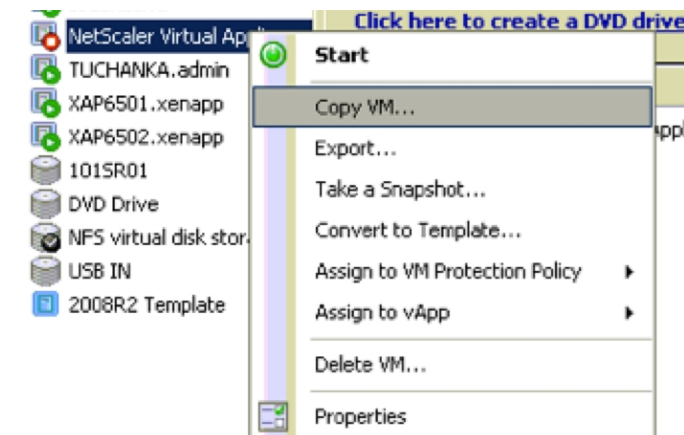 Click here to create a DVD drive
NetScaler Virtual App
TUCHANKA.admin
XAP6501.xenapp
XAP6502.xenapp
1015R01
DVD Drive
NFS virtual disk stor
USB IN
2008R2 Template
Start
Copy VM...
Export...
Take a Snapshot...
Convert to Template...
Assign to VM Protection Policy
Assign to vApp
Delete VM...
Properties